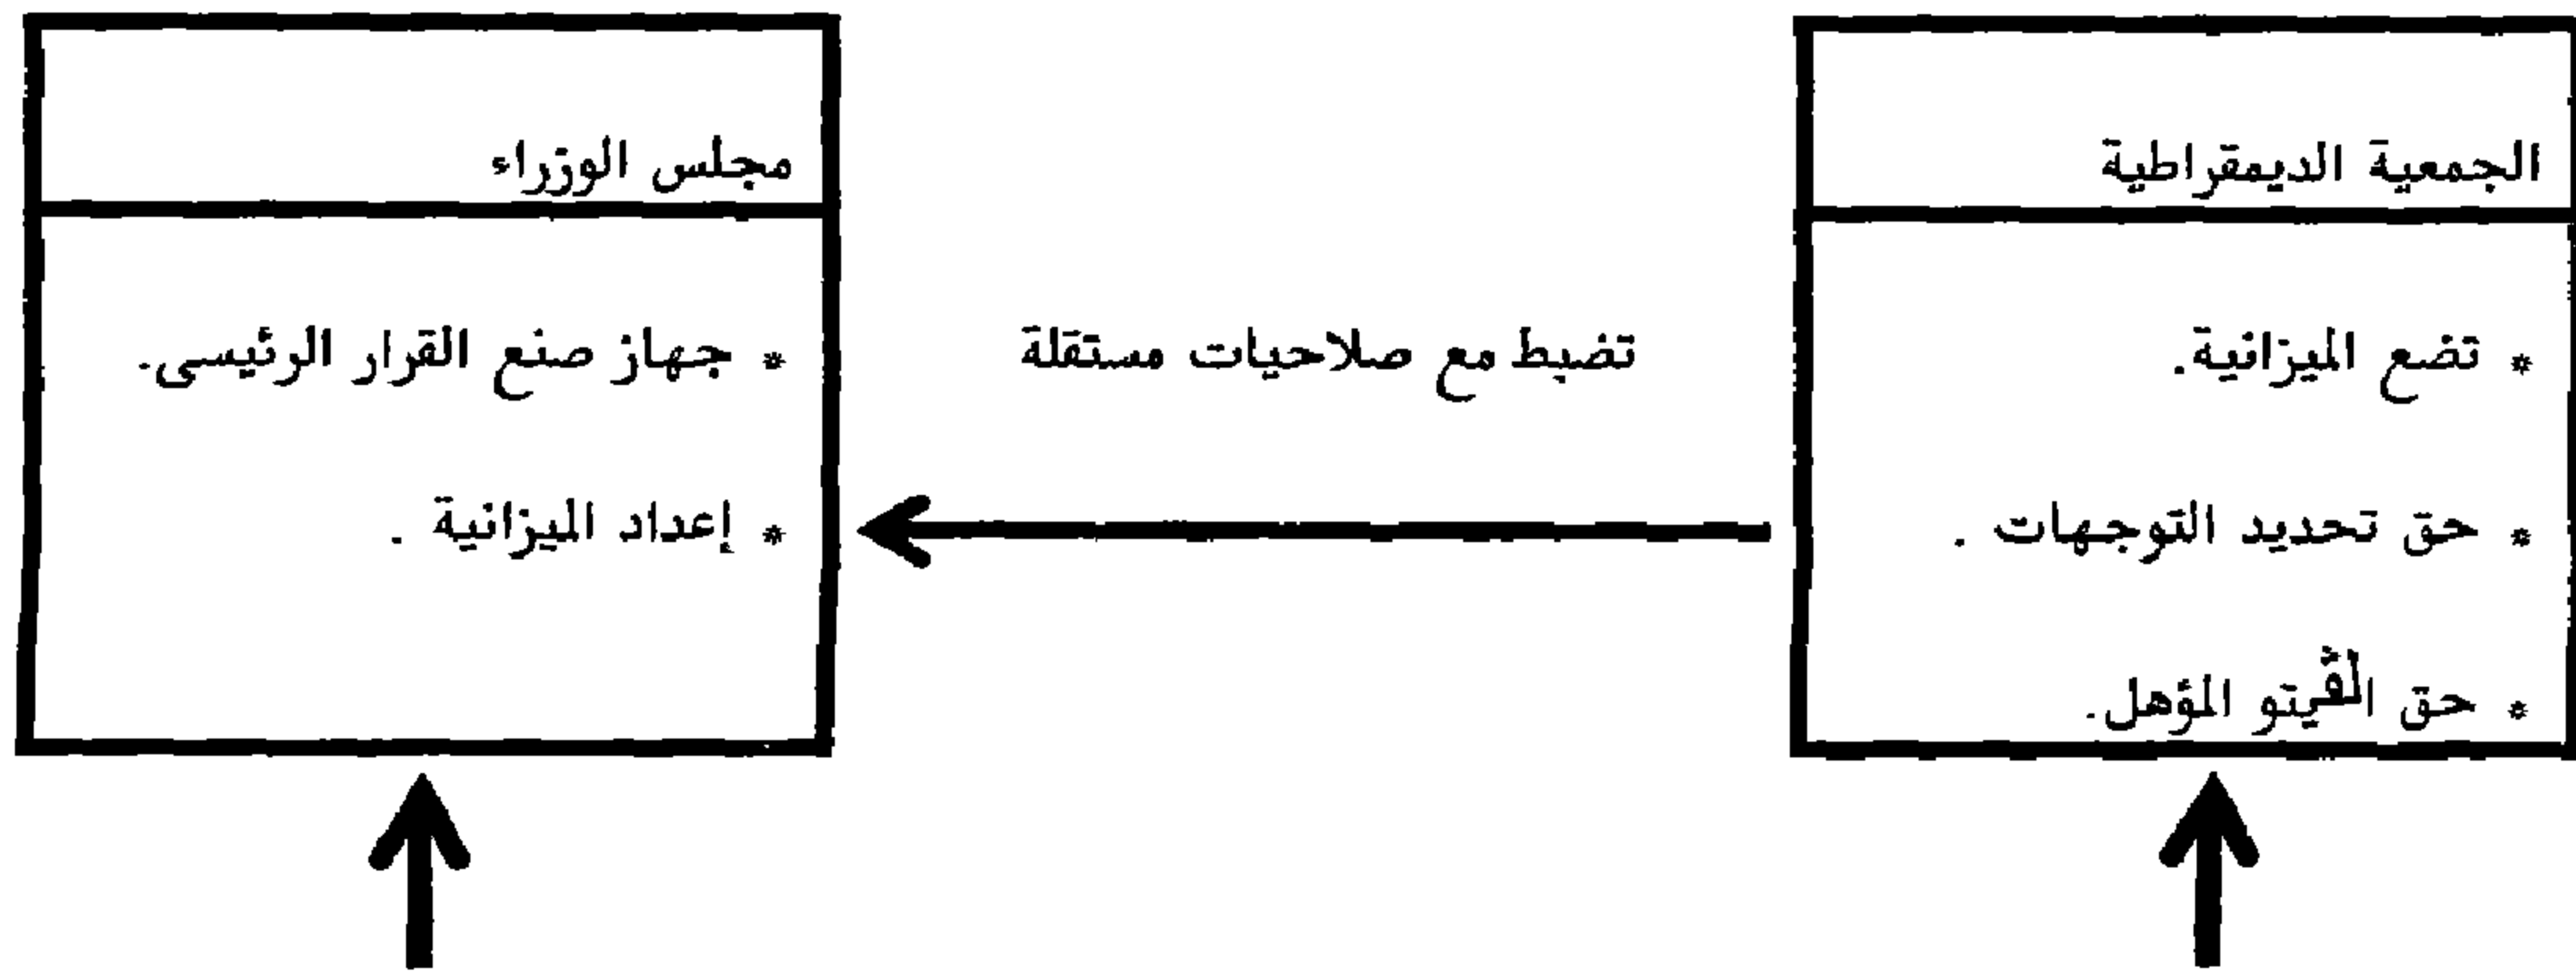 الجمعية الديمقراطية
* تضع الميزانية.
* حق تحديد التوجهات .
* حق الڤيتو المؤهل.
تضبط مع صلاحيات مستقلة
مجلس الوزراء
* جهاز صنع القرار الرئيسى.
* إعداد الميزانية .